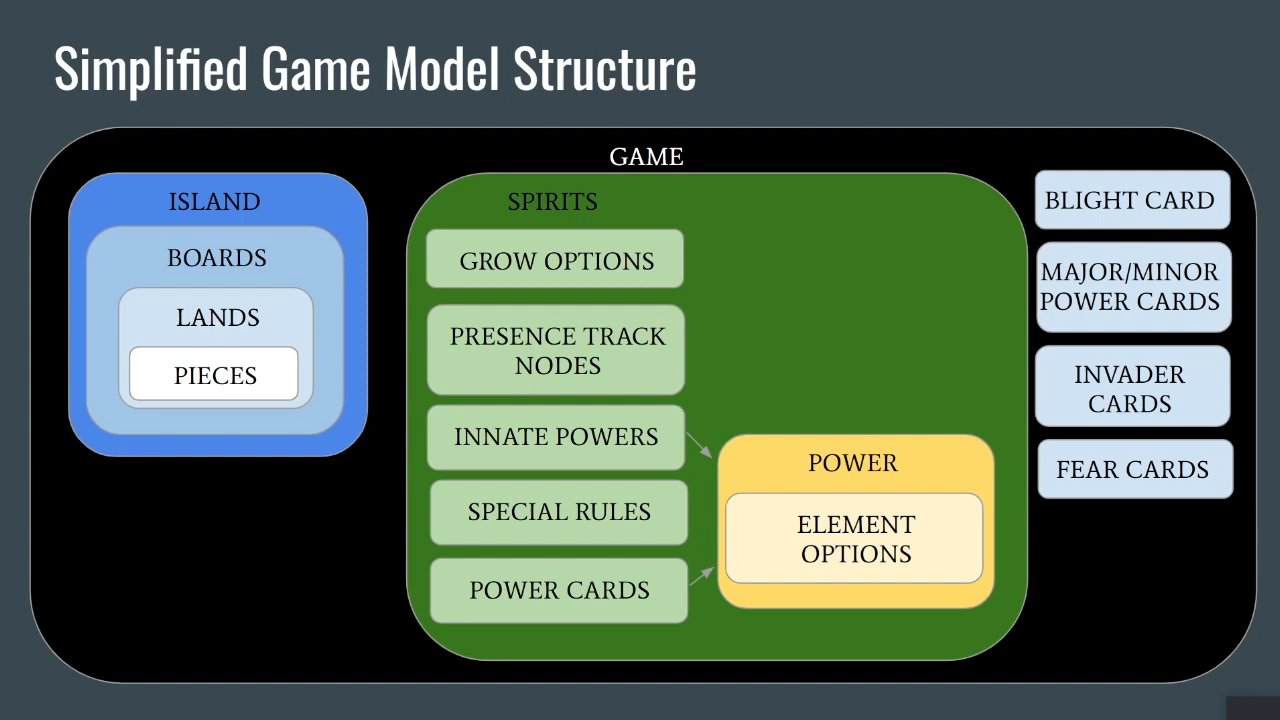 Simplified Game Model Structure
GAME
ISLAND
BOARDS
LANDS
PIECES
SPIRITS
GROW OPTIONS
PRESENCE TRACK
NODES
INNATE POWERS
SPECIAL RULES
POWER CARDS
POWER
ELEMENT
OPTIONS
BLIGHT CARD
MAJOR/MINOR
POWER CARDS
INVADER
CARDS
FEAR CARDS